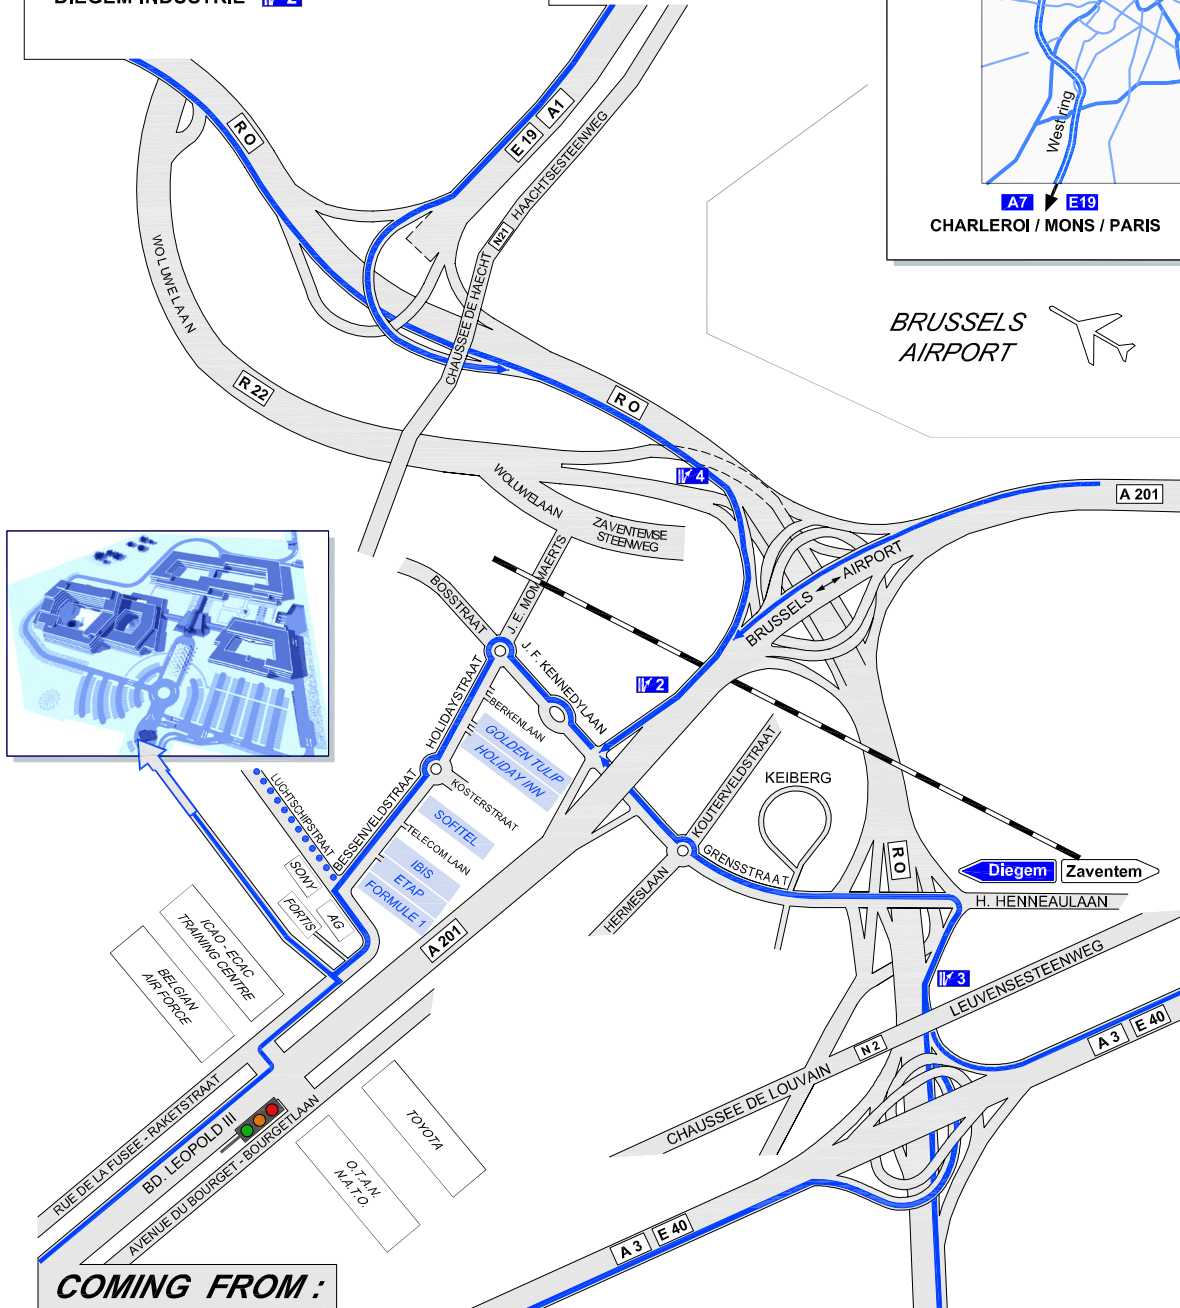 DIEGEM INDUSTRIE 2
R O
E 19
A1
HAACHTSESTEENWEG
N21
CHAUSSEE DE HAECHT
West ring
A7
E19
CHARLEROI / MONS / PARIS
BRUSSELS
AIRPORT
WOLUWELAAN
R 22
R O
4
A 201
WOLUWELAAN
ZAVENTEMSE
STEENWEG
BRUSSELS
AIRPORT
J. E. MOMMAERTS
BOSSTRAAT
J. F. KENNEDYLAAN
2
HOLIDAYSTRAAT
BERKENLAAN
GOLDEN TULIP
HOLIDAY INN
KOUTERVELDSTRAAT
KEIBERG
LUCHTSCHIPSTRAAT
BESSENVELDSTRAAT
KOSTERSTRAAT
SOFITEL
TELECOM LAAN
IBIS
ETAP
FORMULE 1
GRENSSTRAAT
HERMESLAAN
R O
Diegem
Zaventem
H. HENNEAULAAN
SONY
FORTIS
AG
A 201
ICAO - ECAC
TRAINING CENTRE
BELGIAN
AIR FORCE
3
LEUVENSESTEENWEG
N 2
CHAUSSEE DE LOUVAIN
A 3
E 40
RUE DE LA FUSEE - RAKETSTRAAT
BD. LEOPOLD III
AVENUE DU BOURGET - BOURGETLAAN
TOYOTA
O.T.A.N.
N.A.T.O.
A 3
E 40
COMING FROM :